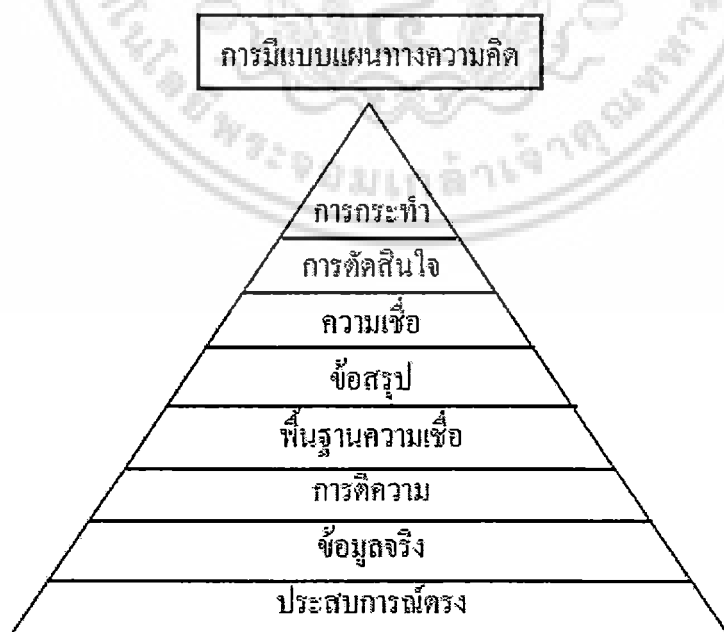 การมีแบบแผนทางความคิด
การกระทำ
การตัดสินใจ
ความเชื่อ
ข้อสรุป
พื้นฐานความเชื่อ
การตีความ
ข้อมูลจริง
ประสบการณ์ตรง